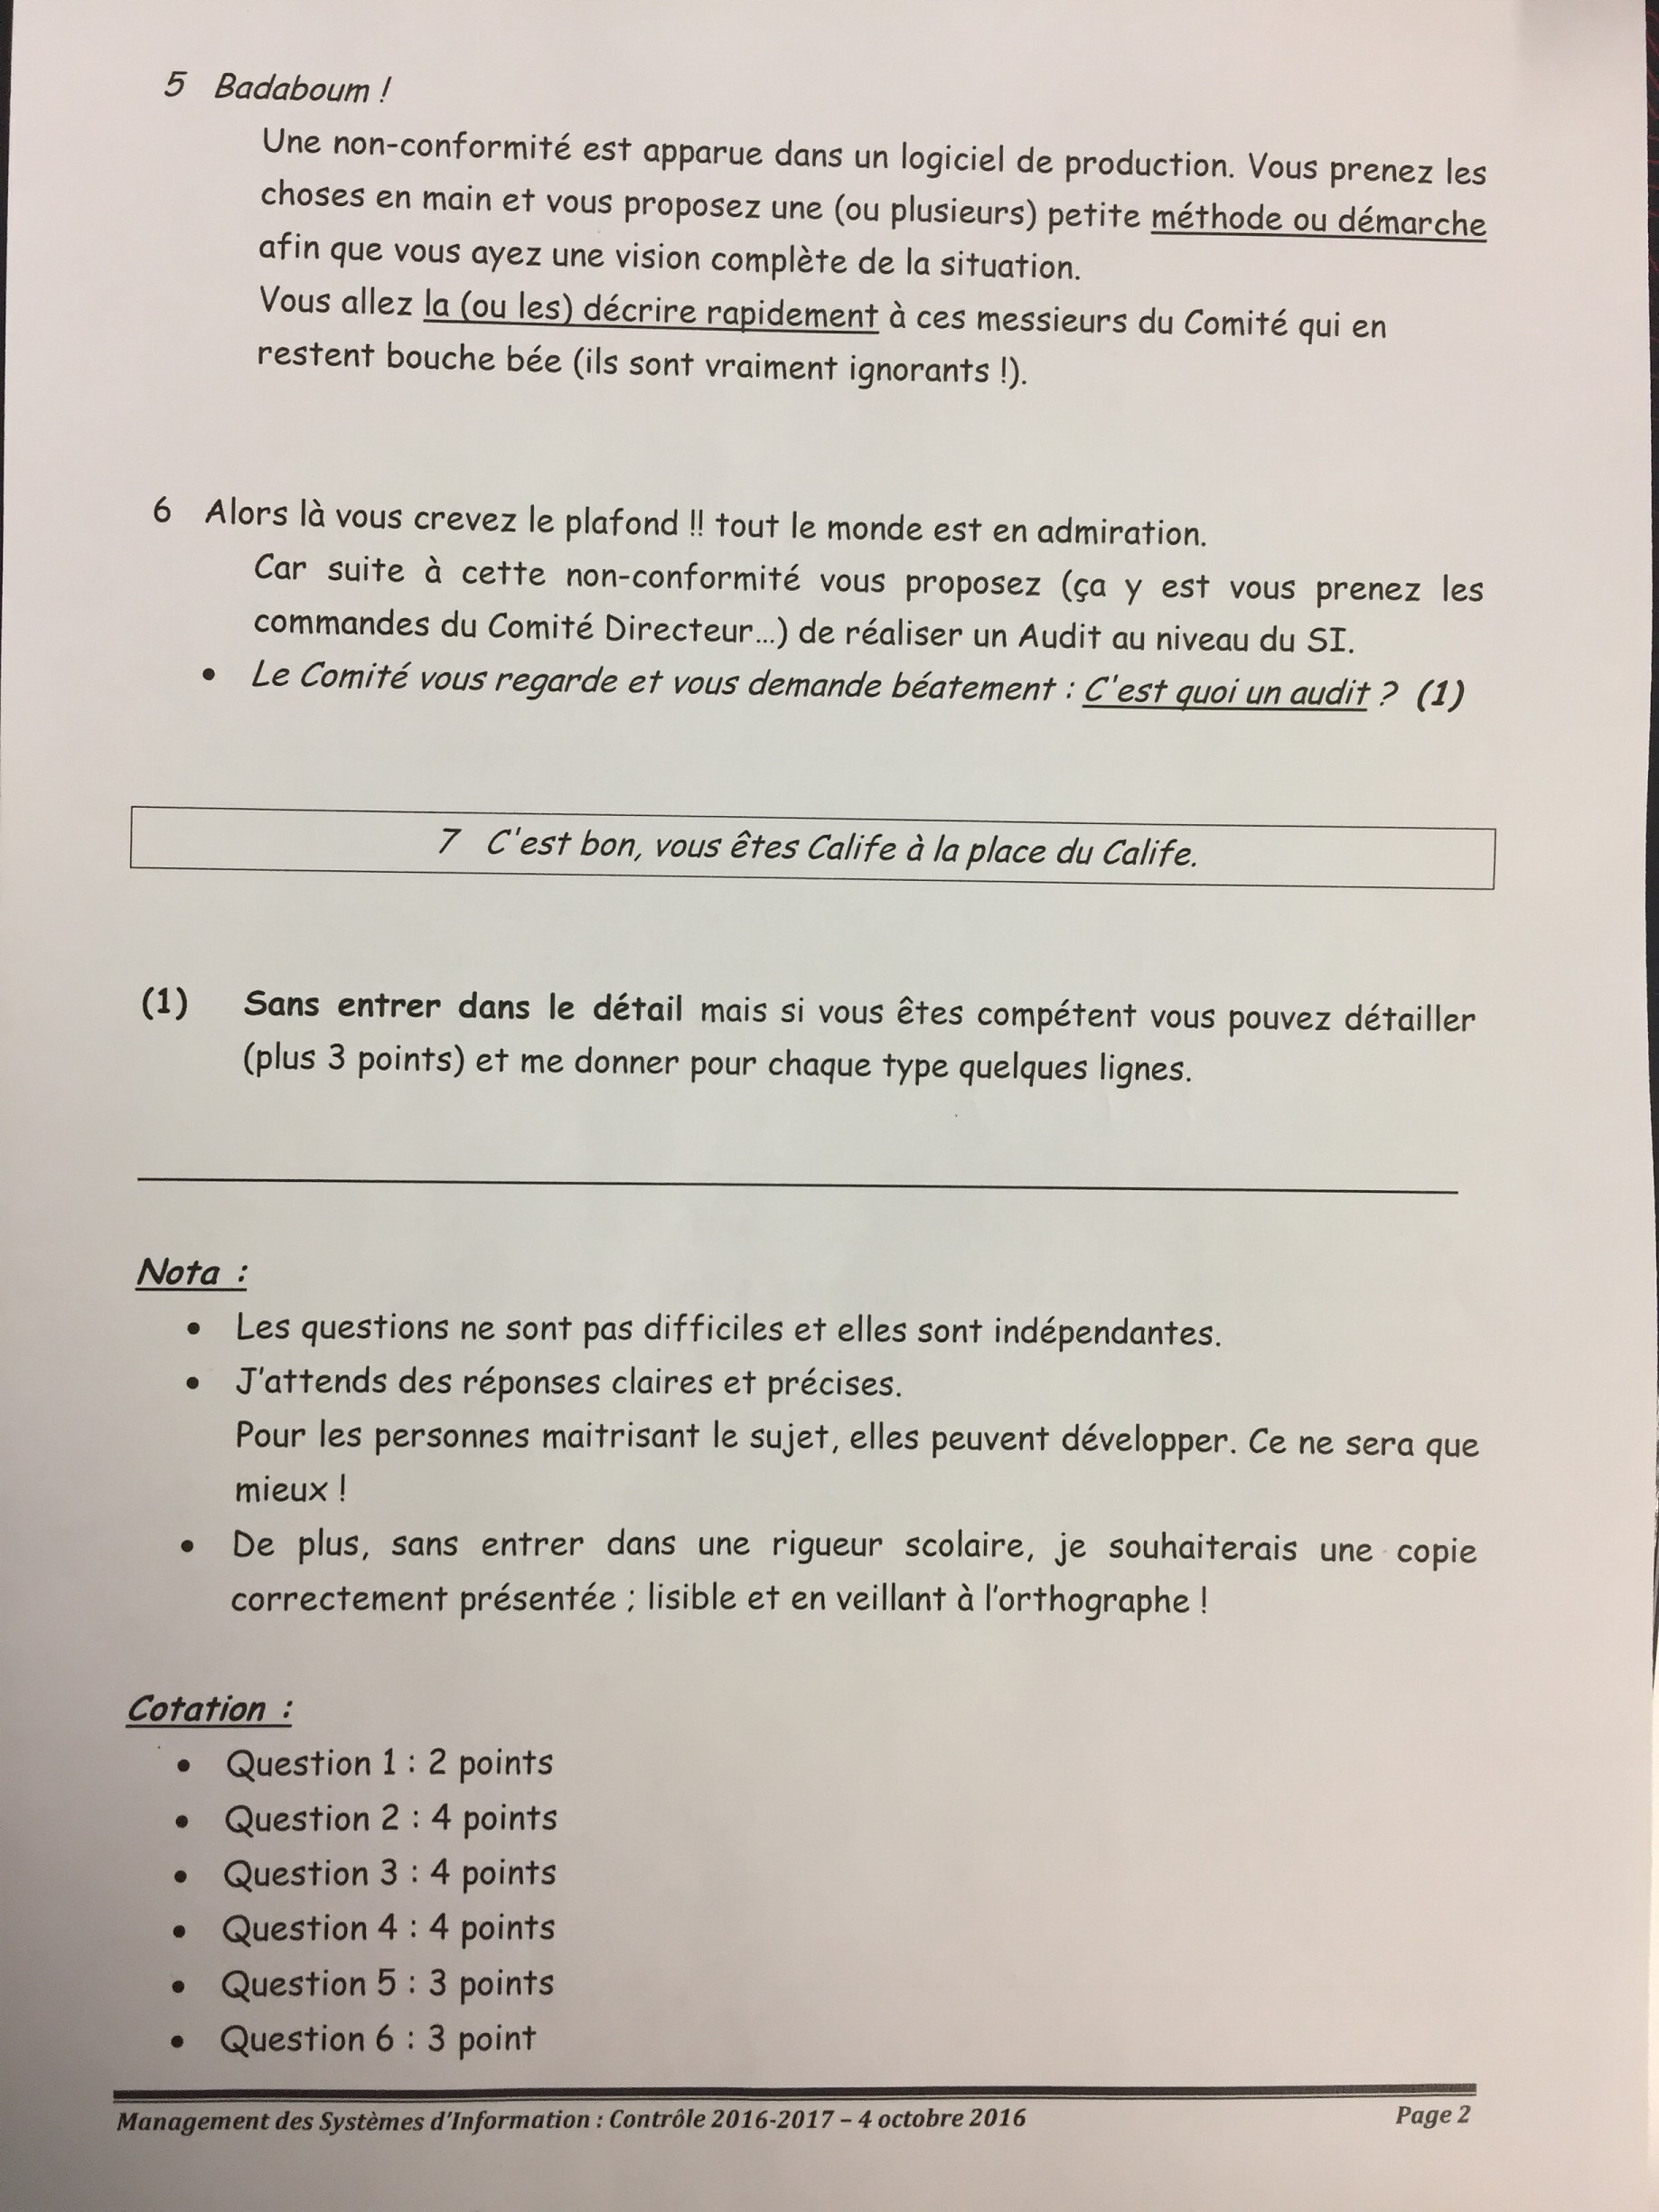 5 Badaboum !
Une non-conformité est apparue dans un logiciel de production. Vous prenez les
choses en main et vous proposez une (ou plusieurs) petite méthode ou démarche
afin que vous ayez une vision complète de la situation.
Vous allez la (ou les) décrire rapidement à ces messieurs du Comité qui en
restent bouche bée (ils sont vraiment ignorants !).
6 Alors là vous crevez le plafond !! tout le monde est en admiration.
Car suite à cette non-conformité vous proposez (ça y est vous prenez les
commandes du Comité Directeur...) de réaliser un Audit au niveau du SI.
• Le Comité vous regarde et vous demande béatement : C'est quoi un audit ? (1)
7 C'est bon, vous êtes Calife à la place du Calife.
(1) Sans entrer dans le détail mais si vous êtes compétent vous pouvez détailler
(plus 3 points) et me donner pour chaque type quelques lignes.
Nota :
• Les questions ne sont pas difficiles et elles sont indépendantes.
• J'attends des réponses claires et précises.
Pour les personnes maitrisant le sujet, elles peuvent développer. Ce ne sera que
mieux !
• De plus, sans entrer dans une rigueur scolaire, je souhaiterais une copie
correctement présentée ; lisible et en veillant à l'orthographe !
Cotation :
• Question 1 : 2 points
• Question 2 : 4 points
• Question 3 : 4 points
• Question 4 : 4 points
• Question 5 : 3 points
• Question 6 : 3 point
Management des Systèmes d'Information : Contrôle 2016-2017 – 4 octobre 2016 Page 2